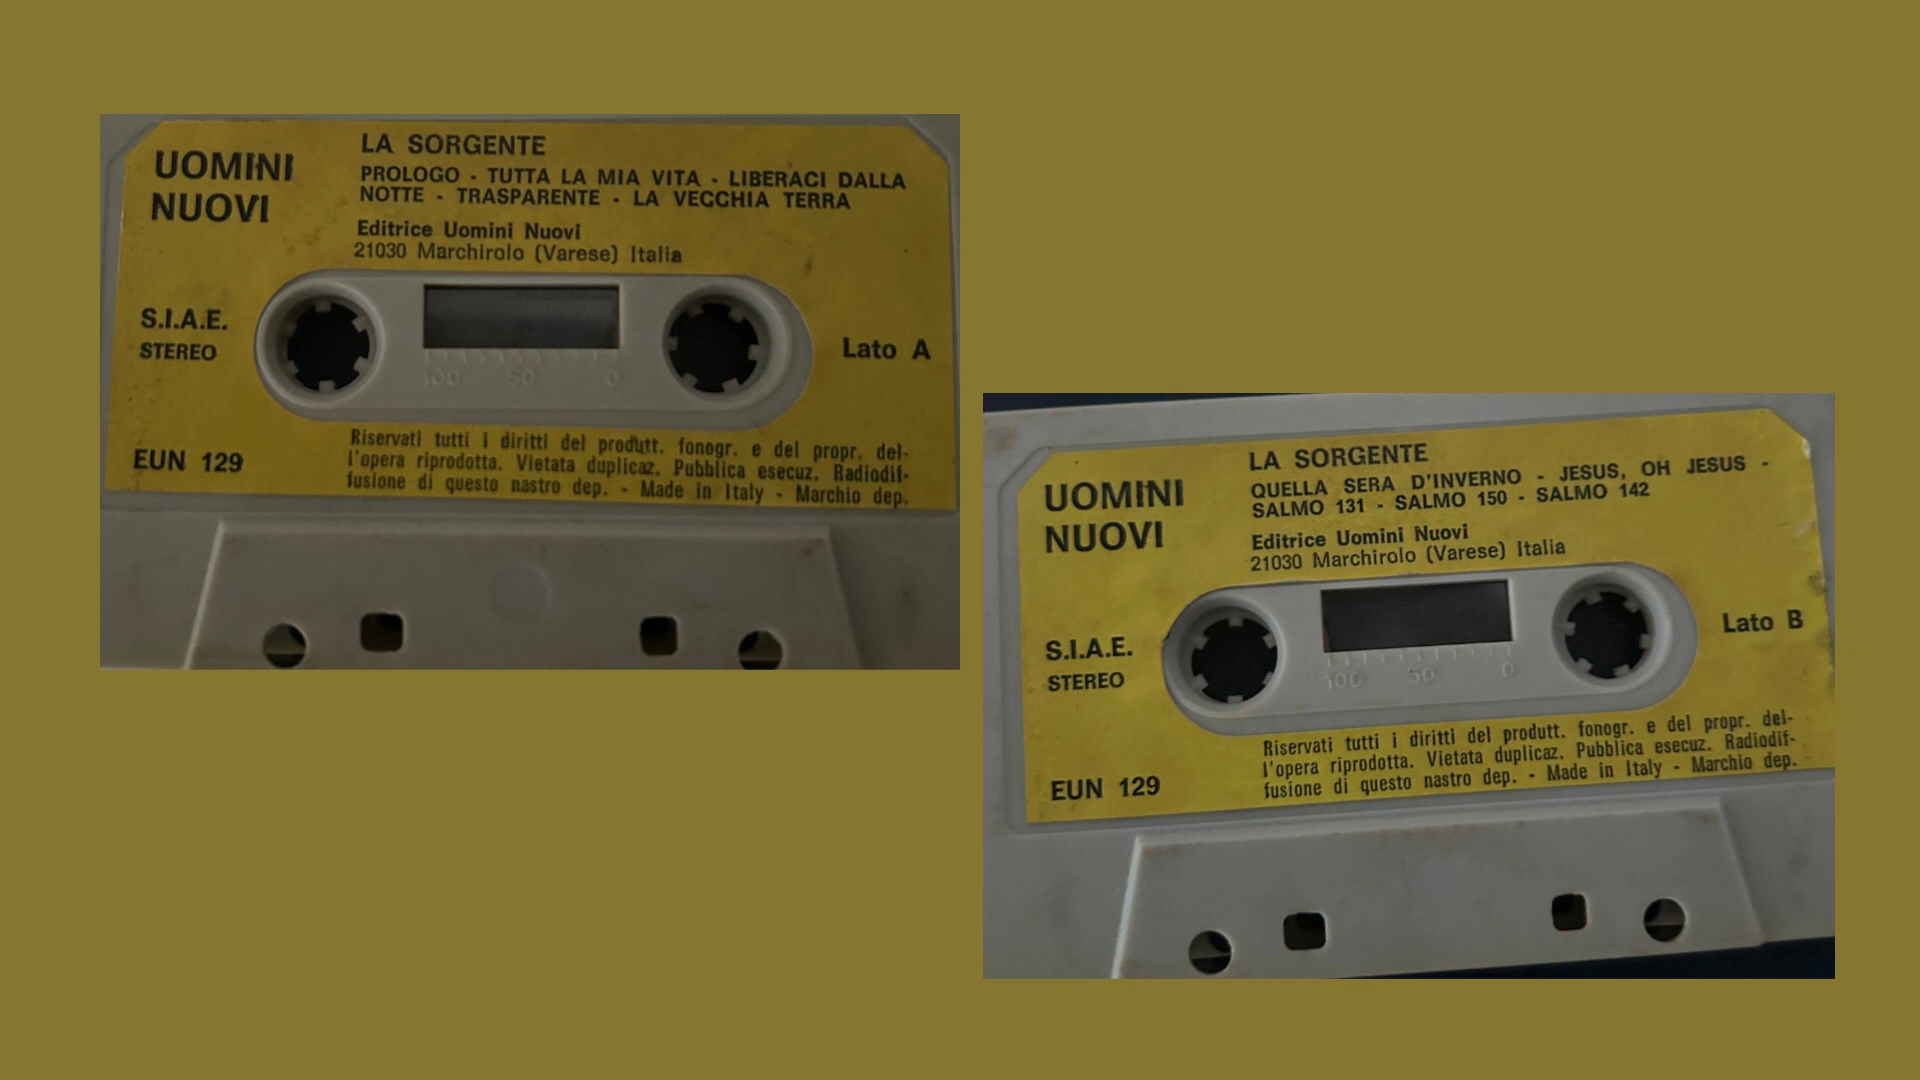 UOMINI
NUOVI
LA SORGENTE
PROLOGO - TUTTA LA MIA VITA - LIBERACI DALLA
NOTTE - TRASPARENTE - LA VECCHIA TERRA
Editrice Uomini Nuovi
21030 Marchirolo (Varese) Italia
S.I.A.E.
STEREO
Lato A
100 50 0
EUN 129
Riservati tutti i diritti del produtt. fonogr. e del propr. del-
l'opera riprodotta. Vietata duplicaz. Pubblica esecuz. Radiodif-
fusione di questo nastro dep. - Made in Italy - Marchio dep.
UOMINI
NUOVI
LA SORGENTE
QUELLA SERA D'INVERNO - JESUS, OH JESUS -
SALMO 131 - SALMO 150 - SALMO 142
Editrice Uomini Nuovi
21030 Marchirolo (Varese) Italia
S.I.A.E.
STEREO
Lato B
100 50 0
EUN 129
Riservati tutti i diritti del produtt. fonogr. e del propr. del-
l'opera riprodotta. Vietata duplicaz. Pubblica esecuz. Radiodif-
fusione di questo nastro dep. - Made in Italy - Marchio dep.